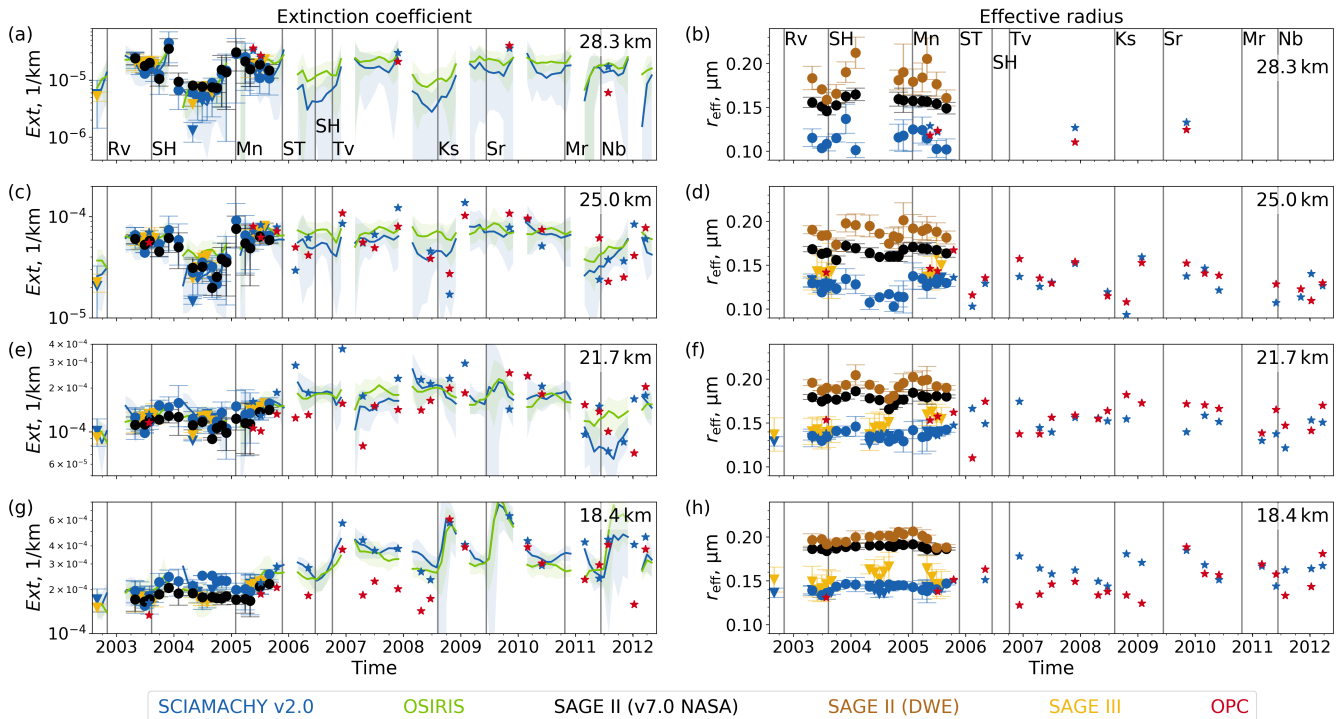 Extinction coefficient
Effective radius
(a)
28.3 km
10⁻⁵
10⁻⁶
Ext, 1/km
Rv
SH
Mn
ST
SH
Tv
Ks
Sr
Mr
Nb
(b)
Rv
SH
Mn
ST
SH
Tv
Ks
Sr
Mr
Nb
28.3 km
0.20
0.15
0.10
r_eff, µm
(c)
25.0 km
10⁻⁴
10⁻⁵
Ext, 1/km
(d)
25.0 km
0.20
0.15
0.10
r_eff, µm
(e)
21.7 km
4 × 10⁻⁴
2 × 10⁻⁴
10⁻⁴
6 × 10⁻⁵
Ext, 1/km
(f)
21.7 km
0.20
0.15
0.10
r_eff, µm
(g)
18.4 km
6 × 10⁻⁴
4 × 10⁻⁴
3 × 10⁻⁴
2 × 10⁻⁴
10⁻⁴
Ext, 1/km
2003 2004 2005 2006 2007 2008 2009 2010 2011 2012
Time
(h)
18.4 km
0.20
0.15
0.10
r_eff, µm
2003 2004 2005 2006 2007 2008 2009 2010 2011 2012
Time
SCIAMACHY v2.0 OSIRIS SAGE II (v7.0 NASA) SAGE II (DWE) SAGE III OPC